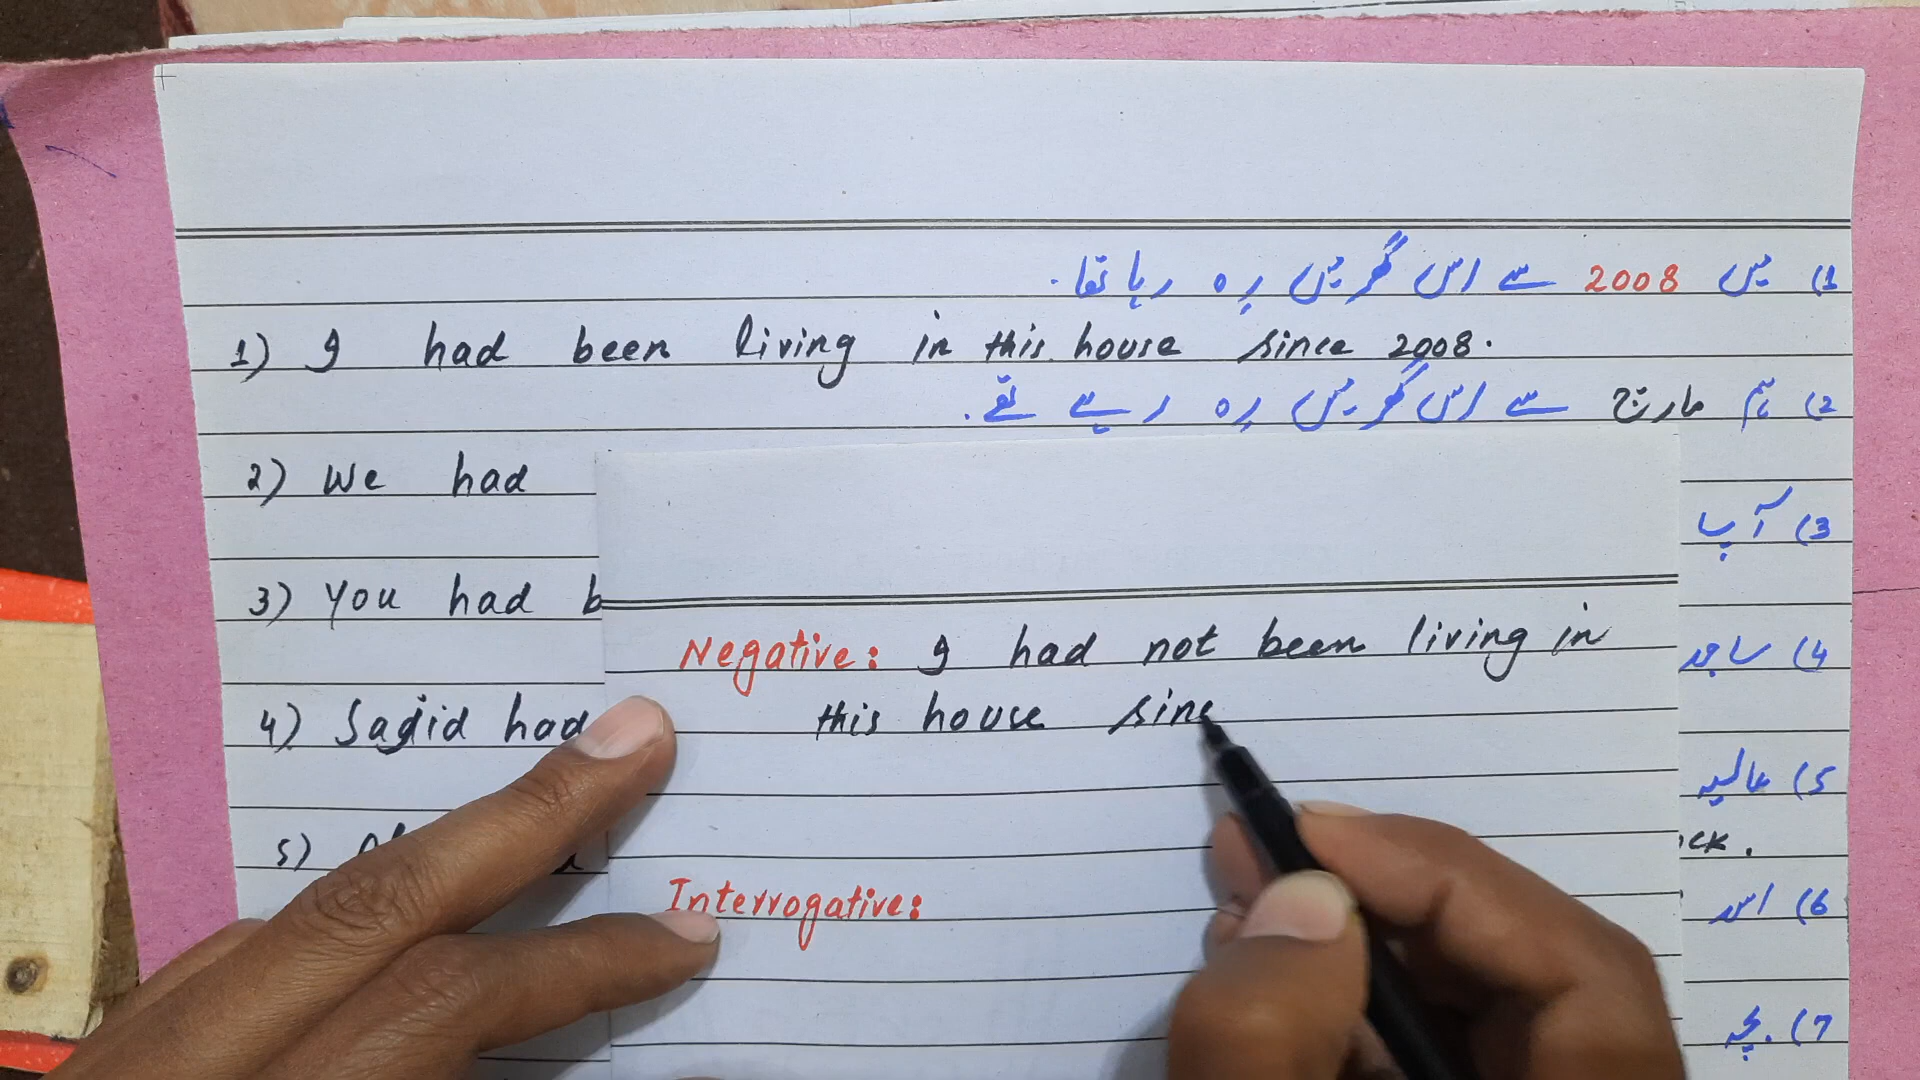 1) میں 2008 سے اس گھر میں رہ رہا تھا.
1) I had been living in this house since 2008.
2) ہم مارچ سے اس گھر میں رہ رہے تھے.
2) We had
3) آپ
3) You had b
Negative: I had not been living in
4) ساجد
4) Sajid had
this house sinc
5) عالیہ
5)
ck.
Interrogative:
6) اسد
7) بچہ